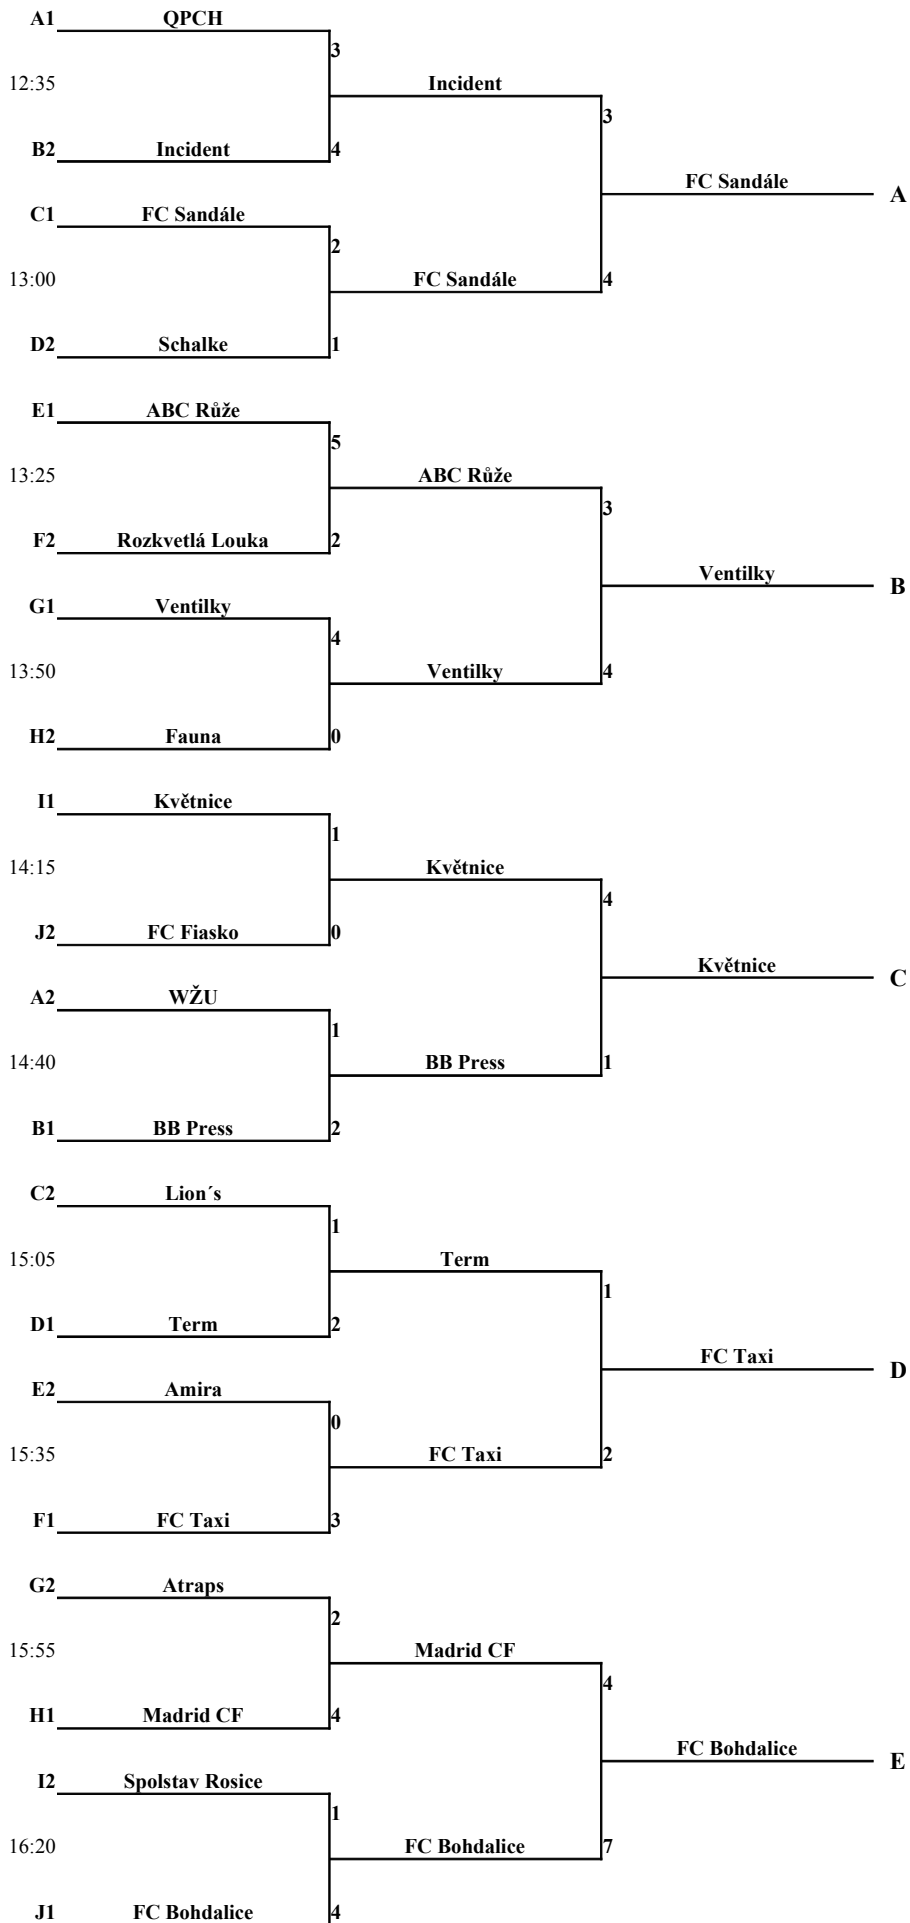 A1 QPCH
3
12:35 Incident
3
B2 Incident 4
FC Sandále A
C1 FC Sandále
2
13:00 FC Sandále 4
D2 Schalke 1
E1 ABC Růže
5
13:25 ABC Růže
3
F2 Rozkvetlá Louka 2
Ventilky B
G1 Ventilky
4
13:50 Ventilky 4
H2 Fauna 0
I1 Květnice
1
14:15 Květnice
4
J2 FC Fiasko 0
Květnice C
A2 WŽU
1
14:40 BB Press 1
B1 BB Press 2
C2 Lion´s
1
15:05 Term
1
D1 Term 2
FC Taxi D
E2 Amira
0
15:35 FC Taxi 2
F1 FC Taxi 3
G2 Atraps
2
15:55 Madrid CF
4
H1 Madrid CF 4
FC Bohdalice E
I2 Spolstav Rosice
1
16:20 FC Bohdalice 7
J1 FC Bohdalice 4